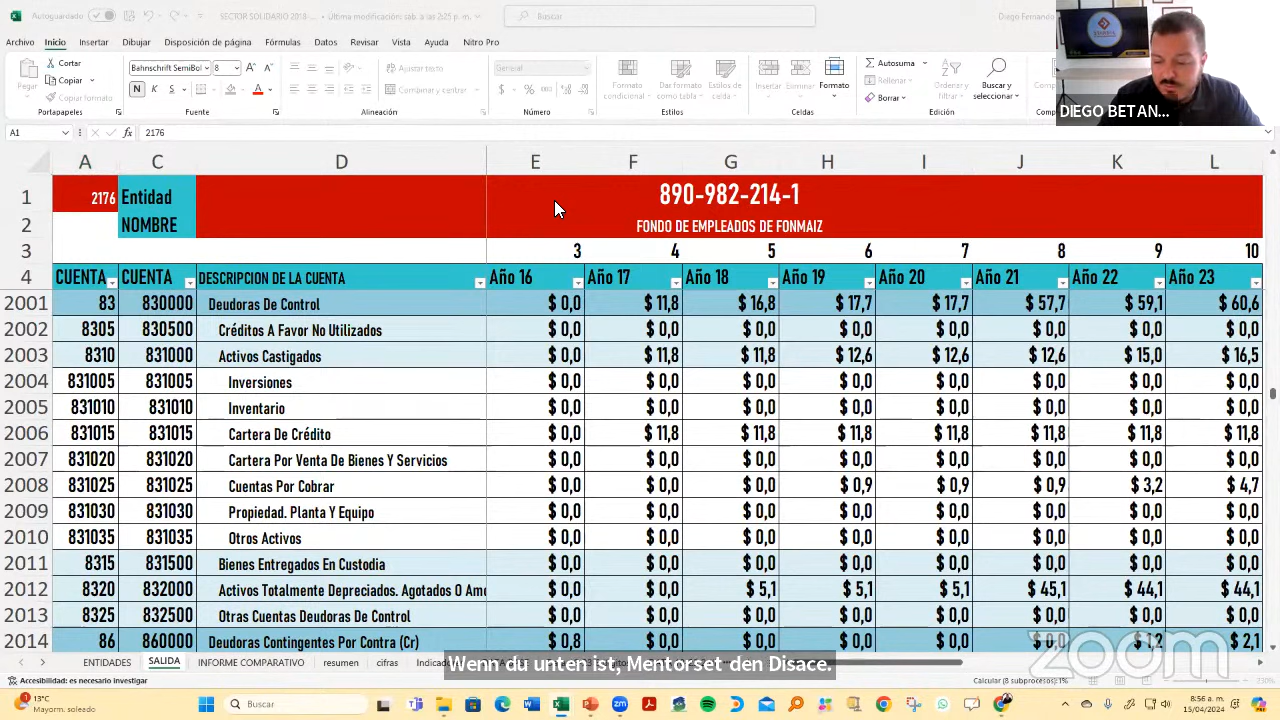 Autoguardado
SECTOR SOLIDARIO 2018-... • Última modificación: sáb. a las 2:25 p.m.
Buscar
Diego Fernando
Archivo Inicio Insertar Dibujar Disposición de página Fórmulas Datos Revisar Vista Ayuda Nitro Pro
Pegar
Cortar
Copiar
Copiar formato
Portapapeles
Bahnschrift SemiBol 8
N K S
Fuente
Ajustar texto
Combinar y centrar
Alineación
General
$ % 000
Número
Formato condicional
Dar formato como tabla
Estilos de celda
Estilos
Insertar
Eliminar
Formato
Celdas
Autosuma
Rellenar
Borrar
Ordenar y filtrar
Buscar y seleccionar
Edición
DIEGO BETAN...
A1 fx 2176
A C D E F G H I J K L
1 2176 Entidad 890-982-214-1
2 NOMBRE FONDO DE EMPLEADOS DE FONMAIZ
3 3 4 5 6 7 8 9 10
4 CUENTA CUENTA DESCRIPCION DE LA CUENTA Año 16 Año 17 Año 18 Año 19 Año 20 Año 21 Año 22 Año 23
2001 83 830000 Deudoras De Control $ 0,0 $ 11,8 $ 16,8 $ 17,7 $ 17,7 $ 57,7 $ 59,1 $ 60,6
2002 8305 830500 Créditos A Favor No Utilizados $ 0,0 $ 0,0 $ 0,0 $ 0,0 $ 0,0 $ 0,0 $ 0,0 $ 0,0
2003 8310 831000 Activos Castigados $ 0,0 $ 11,8 $ 11,8 $ 12,6 $ 12,6 $ 12,6 $ 15,0 $ 16,5
2004 831005 831005 Inversiones $ 0,0 $ 0,0 $ 0,0 $ 0,0 $ 0,0 $ 0,0 $ 0,0 $ 0,0
2005 831010 831010 Inventario $ 0,0 $ 0,0 $ 0,0 $ 0,0 $ 0,0 $ 0,0 $ 0,0 $ 0,0
2006 831015 831015 Cartera De Crédito $ 0,0 $ 11,8 $ 11,8 $ 11,8 $ 11,8 $ 11,8 $ 11,8 $ 11,8
2007 831020 831020 Cartera Por Venta De Bienes Y Servicios $ 0,0 $ 0,0 $ 0,0 $ 0,0 $ 0,0 $ 0,0 $ 0,0 $ 0,0
2008 831025 831025 Cuentas Por Cobrar $ 0,0 $ 0,0 $ 0,0 $ 0,9 $ 0,9 $ 0,9 $ 3,2 $ 4,7
2009 831030 831030 Propiedad. Planta Y Equipo $ 0,0 $ 0,0 $ 0,0 $ 0,0 $ 0,0 $ 0,0 $ 0,0 $ 0,0
2010 831035 831035 Otros Activos $ 0,0 $ 0,0 $ 0,0 $ 0,0 $ 0,0 $ 0,0 $ 0,0 $ 0,0
2011 8315 831500 Bienes Entregados En Custodia $ 0,0 $ 0,0 $ 0,0 $ 0,0 $ 0,0 $ 0,0 $ 0,0 $ 0,0
2012 8320 832000 Activos Totalmente Depreciados. Agotados O Amo $ 0,0 $ 0,0 $ 5,1 $ 5,1 $ 5,1 $ 45,1 $ 44,1 $ 44,1
2013 8325 832500 Otras Cuentas Deudoras De Control $ 0,0 $ 0,0 $ 0,0 $ 0,0 $ 0,0 $ 0,0 $ 0,0 $ 0,0
2014 86 860000 Deudoras Contingentes Por Contra (Cr) $ 0,8 $ 0,0 $ 0,0 $ 0,0 $ 0,0 $ 0,0 $ 1,2 $ 2,1
zoom
ENTIDADES SALIDA INFORME COMPARATIVO resumen cifras Indicad
Wenn du unten ist, Mentorset den Disace.
Accesibilidad: es necesario investigar
Calcular (8 subprocesos):1%
230%
13°C
Mayorm. soleado
Buscar
8:56 a. m.
15/04/2024